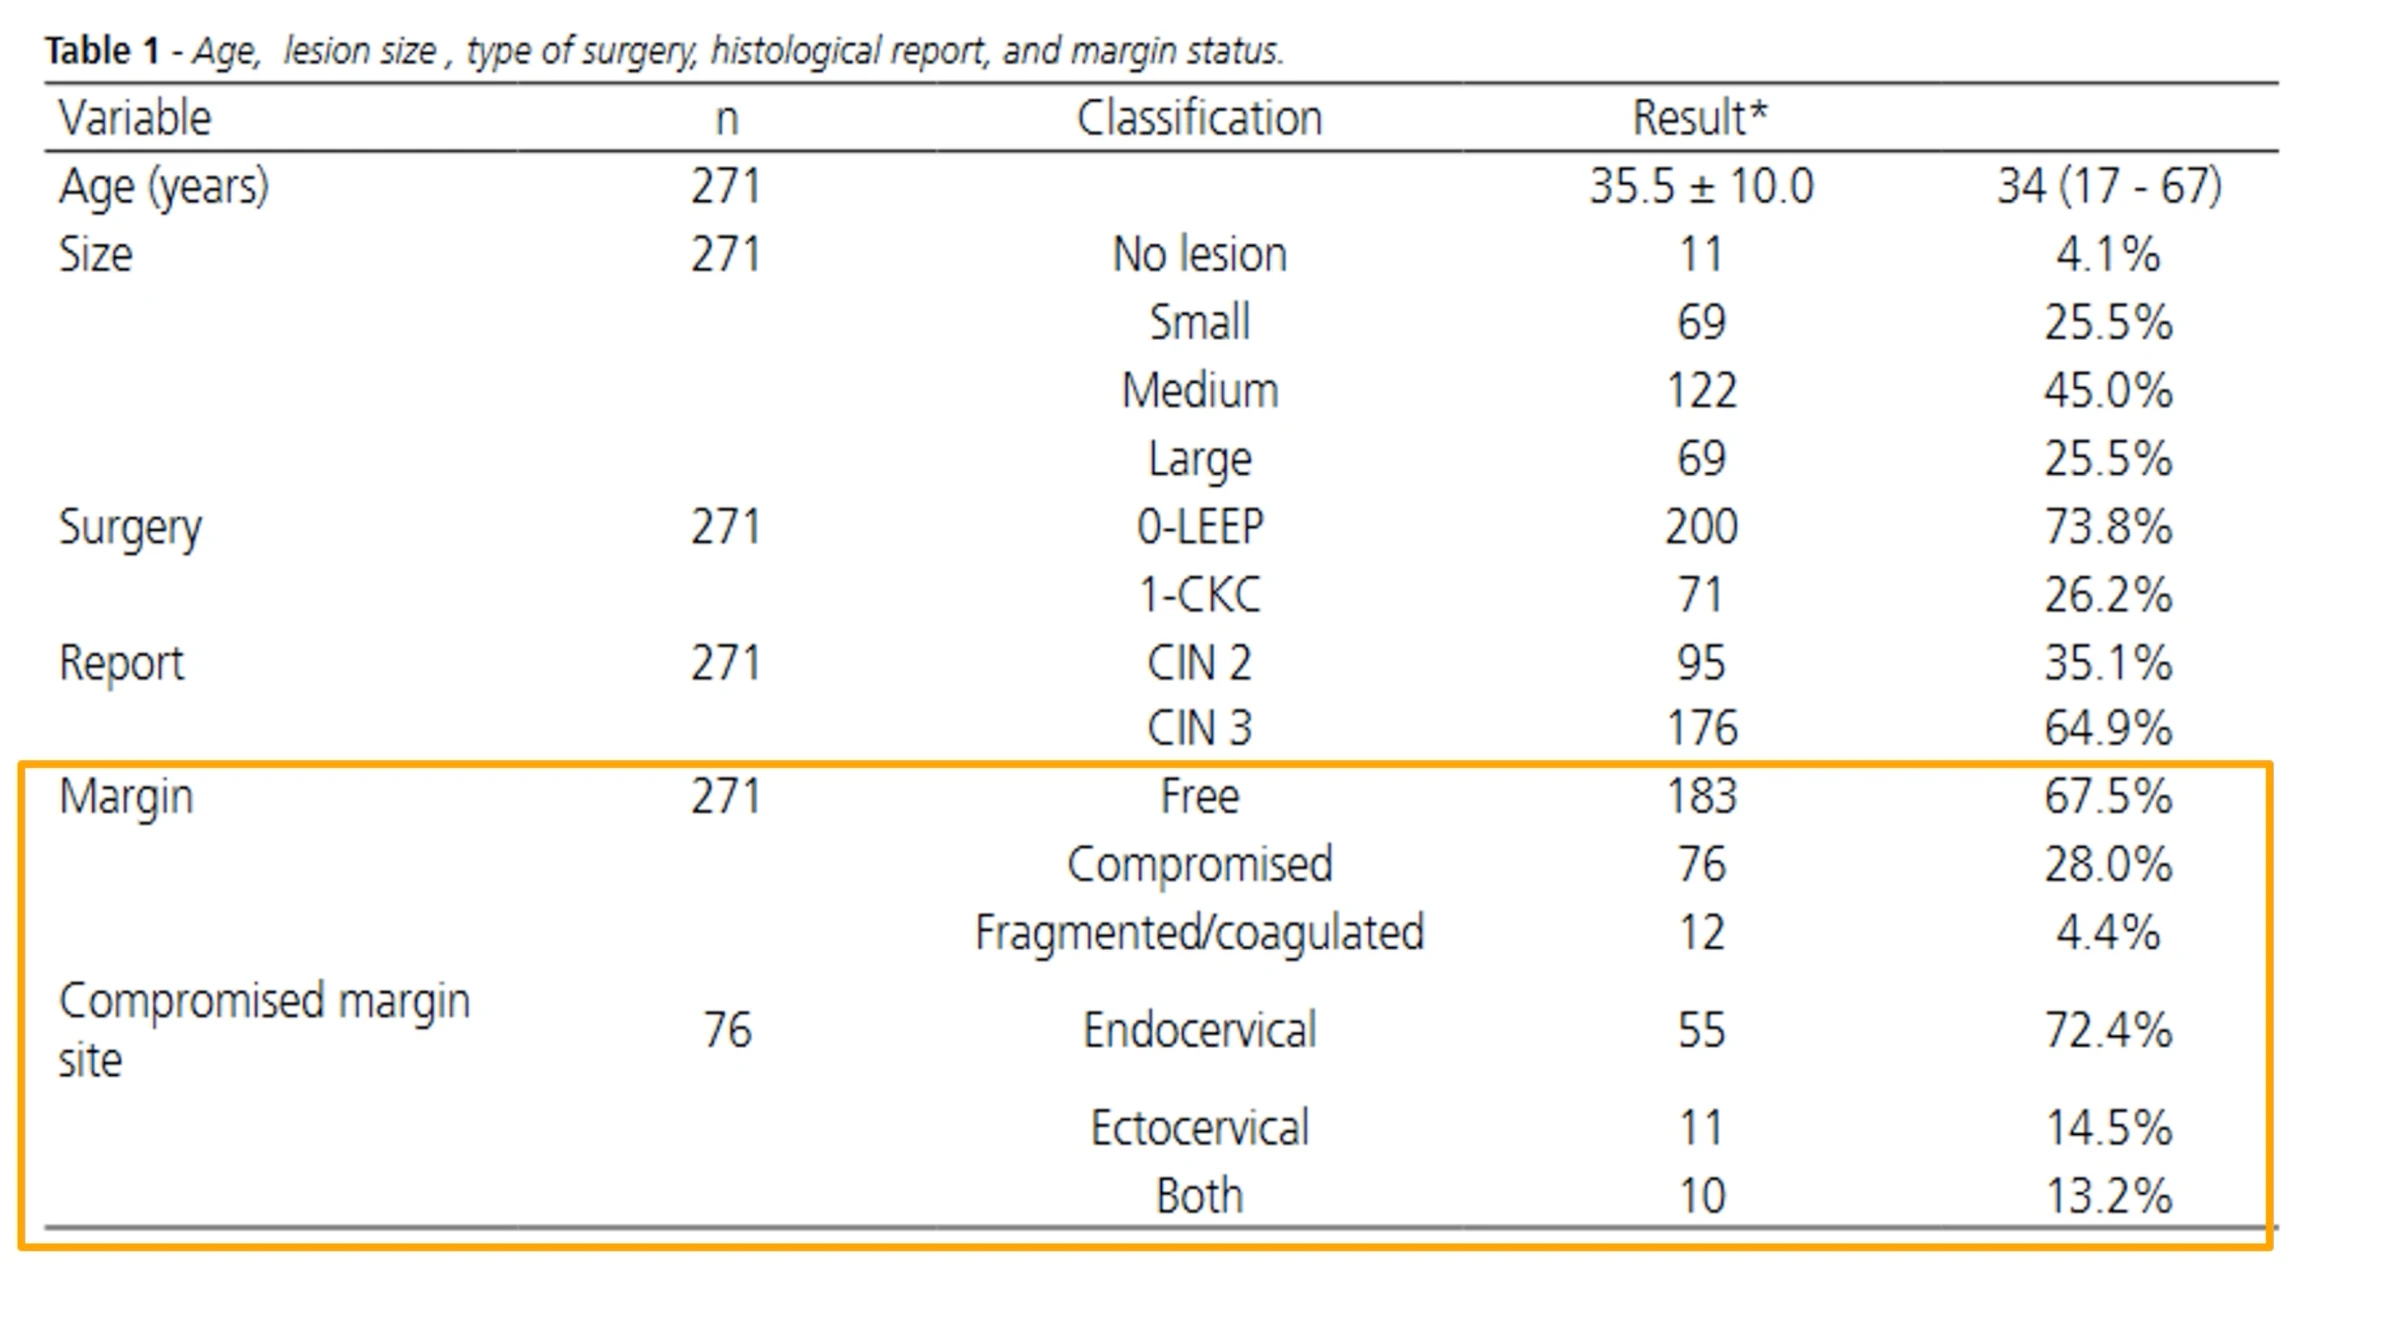 Table 1 - Age, lesion size , type of surgery, histological report, and margin status.
Variable n Classification Result*
Age (years) 271 35.5 ± 10.0 34 (17 - 67)
Size 271 No lesion 11 4.1%
Small 69 25.5%
Medium 122 45.0%
Large 69 25.5%
Surgery 271 0-LEEP 200 73.8%
1-CKC 71 26.2%
Report 271 CIN 2 95 35.1%
CIN 3 176 64.9%
Margin 271 Free 183 67.5%
Compromised 76 28.0%
Fragmented/coagulated 12 4.4%
Compromised margin
site 76 Endocervical 55 72.4%
Ectocervical 11 14.5%
Both 10 13.2%